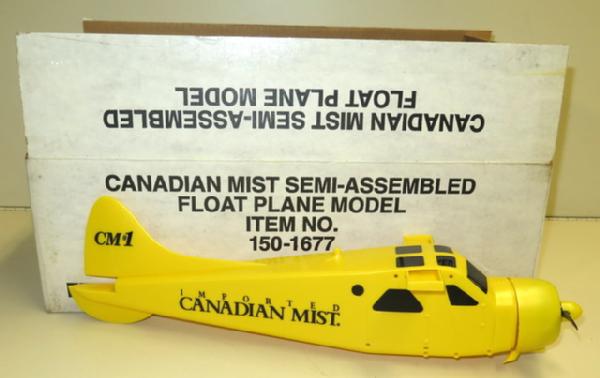 CANADIAN MIST SEMI-ASSEMBLED
FLOAT PLANE MODEL
CANADIAN MIST SEMI-ASSEMBLED
FLOAT PLANE MODEL
ITEM NO.
150-1677
CM•1
IMPORTED
CANADIAN MIST.